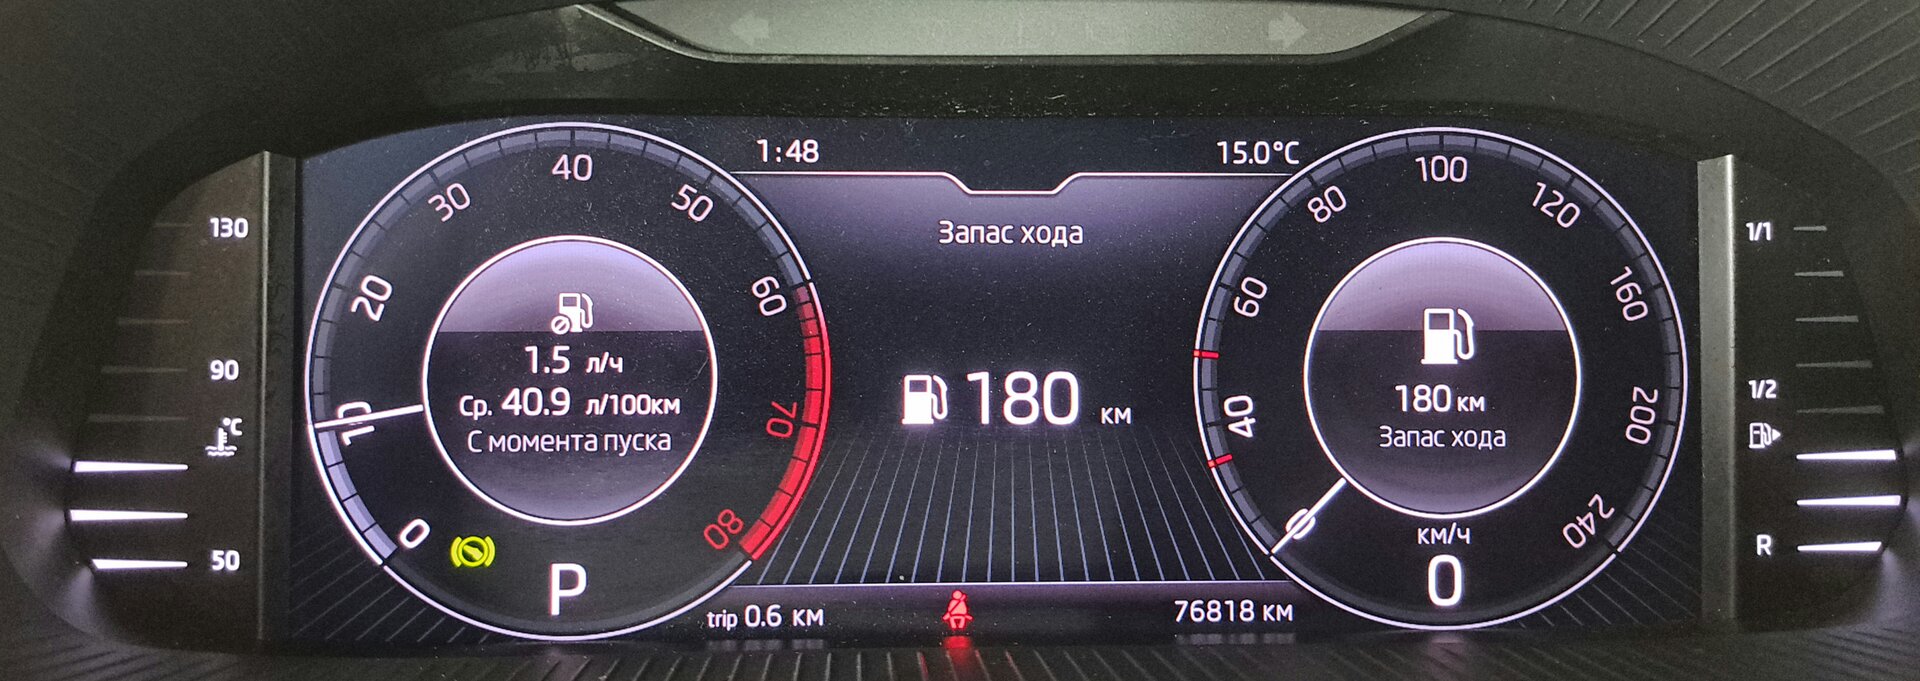 1:48
15.0°C
130
90
°C
50
0
10
20
30
40
50
60
70
80
1.5 л/ч
Ср. 40.9 л/100км
С момента пуска
P
Запас хода
180 км
trip 0.6 км
76818 км
0
40
60
80
100
120
160
200
240
180 км
Запас хода
км/ч
0
1/1
1/2
R